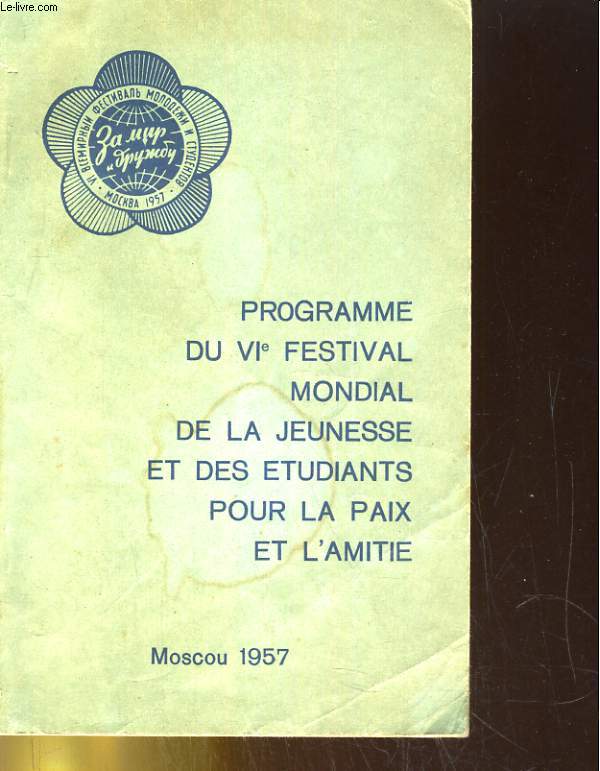 Le-livre.com
VI ВСЕМИРНЫЙ ФЕСТИВАЛЬ МОЛОДЕЖИ И СТУДЕНТОВ
За мир
и дружбу
• МОСКВА 1957 •
PROGRAMME
DU VIe FESTIVAL
MONDIAL
DE LA JEUNESSE
ET DES ETUDIANTS
POUR LA PAIX
ET L'AMITIE
Moscou 1957